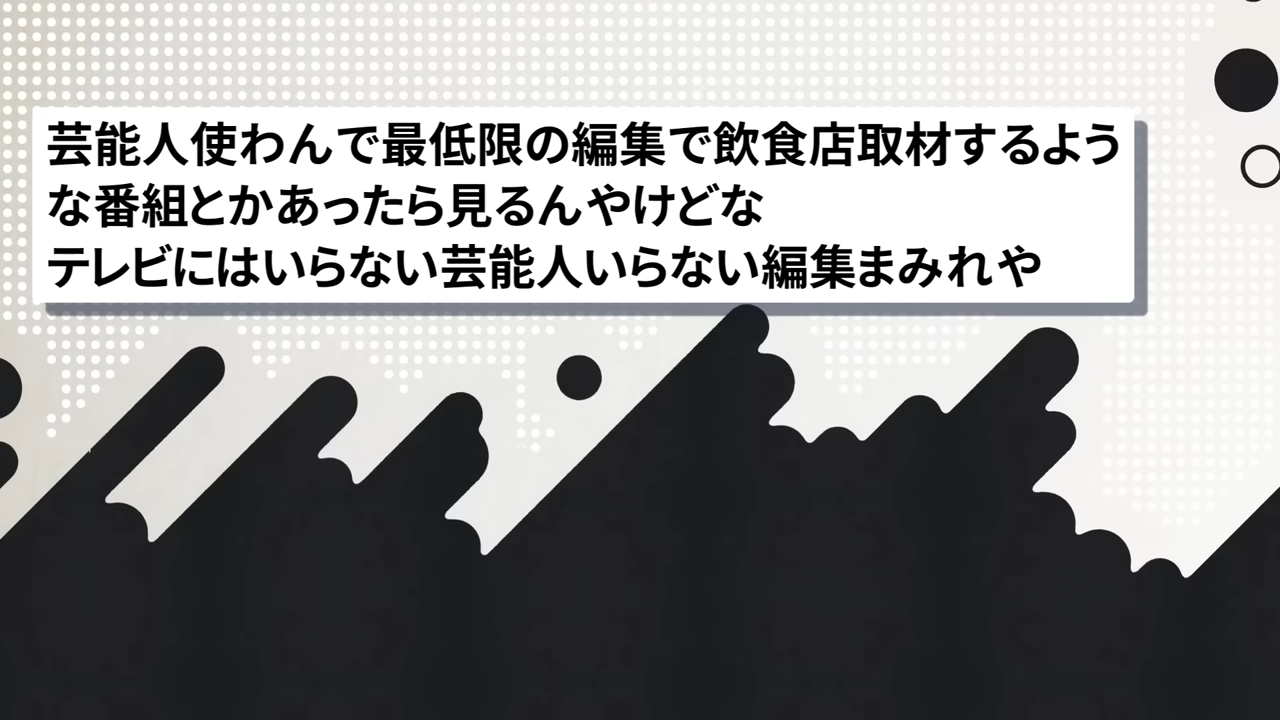 芸能人使わんで最低限の編集で飲食店取材するよう
な番組とかあったら見るんやけどな
テレビにはいらない芸能人いらない編集まみれや